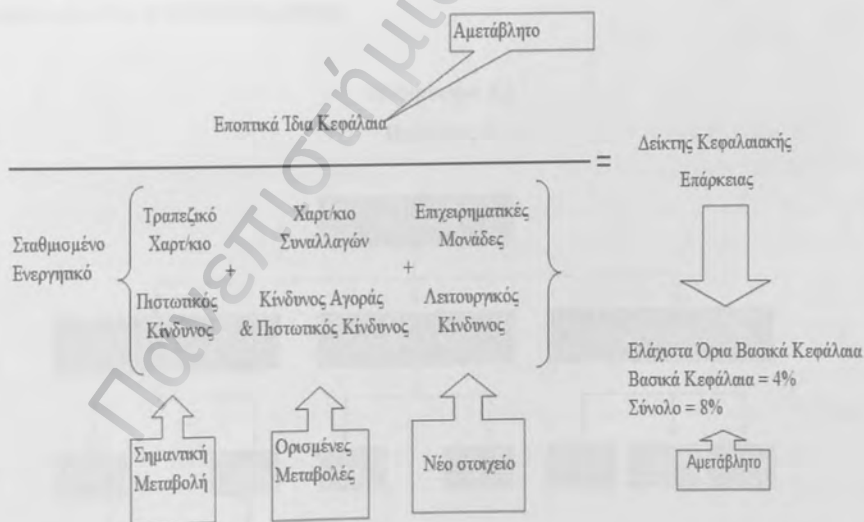 Αμετάβλητο
Εποπτικά Ίδια Κεφάλαια
=
Δείκτης Κεφαλαιακής
Επάρκειας
Σταθμισμένο
Ενεργητικό
Τραπεζικό
Χαρτ/κιο
+
Χαρτ/κιο
Συναλλαγών
+
Επιχειρηματικές
Μονάδες
Πιστωτικός
Κίνδυνος
Κίνδυνος Αγοράς
& Πιστωτικός Κίνδυνος
Λειτουργικός
Κίνδυνος
Ελάχιστα Όρια Βασικά Κεφάλαια
Βασικά Κεφάλαια = 4%
Σύνολο = 8%
Σημαντική
Μεταβολή
Ορισμένες
Μεταβολές
Νέο στοιχείο
Αμετάβλητο
Πανεπιστήμιο